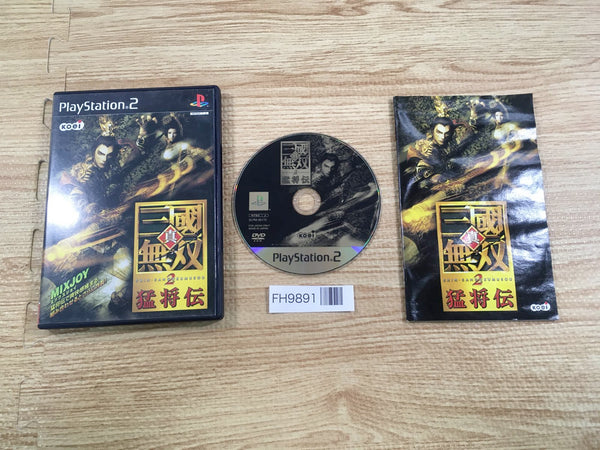 PlayStation 2
KOEI
三國
真
無双
SHIN・SANGOKUMUSOU
2
猛将伝
MIXJOY
三國
真
無双
2
猛将伝
DVD
KOEI
PlayStation 2
FH9891
三國
真
無双
SHIN・SANGOKUMUSOU
2
猛将伝
KOEI